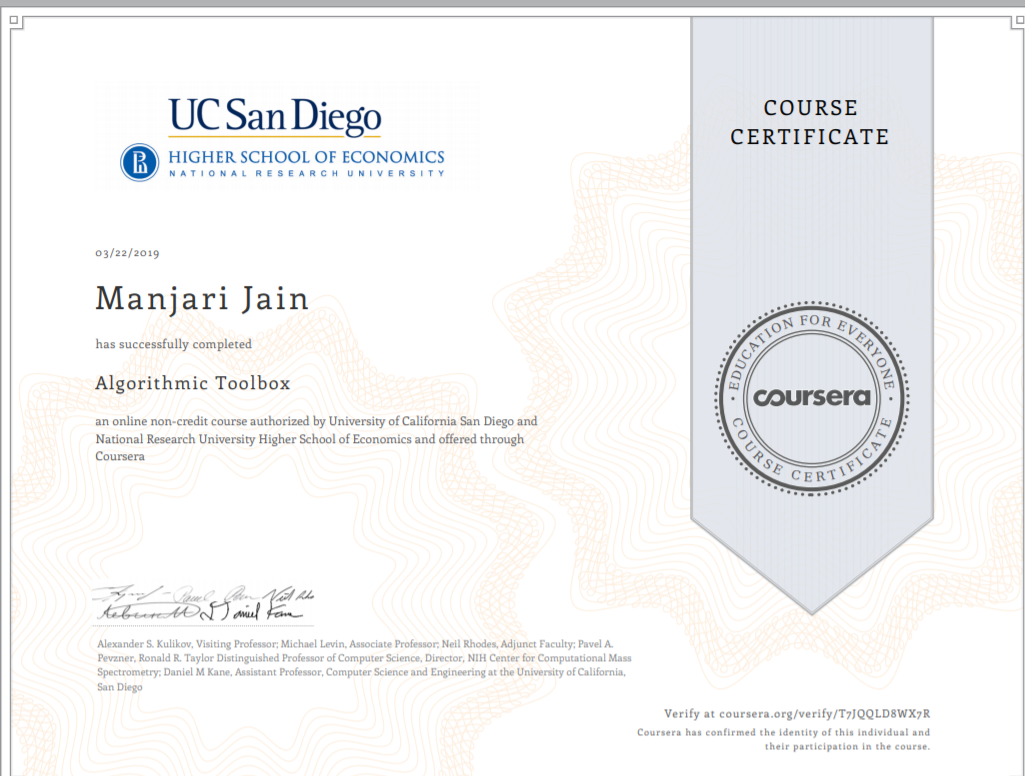 UC San Diego
HIGHER SCHOOL OF ECONOMICS
NATIONAL RESEARCH UNIVERSITY
COURSE
CERTIFICATE
03/22/2019
Manjari Jain
has successfully completed
Algorithmic Toolbox
an online non-credit course authorized by University of California San Diego and
National Research University Higher School of Economics and offered through
Coursera
EDUCATION FOR EVERYONE
coursera
COURSE CERTIFICATE
Alexander S. Kulikov, Visiting Professor; Michael Levin, Associate Professor; Neil Rhodes, Adjunct Faculty; Pavel A.
Pevzner, Ronald R. Taylor Distinguished Professor of Computer Science, Director, NIH Center for Computational Mass
Spectrometry; Daniel M Kane, Assistant Professor, Computer Science and Engineering at the University of California,
San Diego
Verify at coursera.org/verify/T7JQQLD8WX7R
Coursera has confirmed the identity of this individual and
their participation in the course.